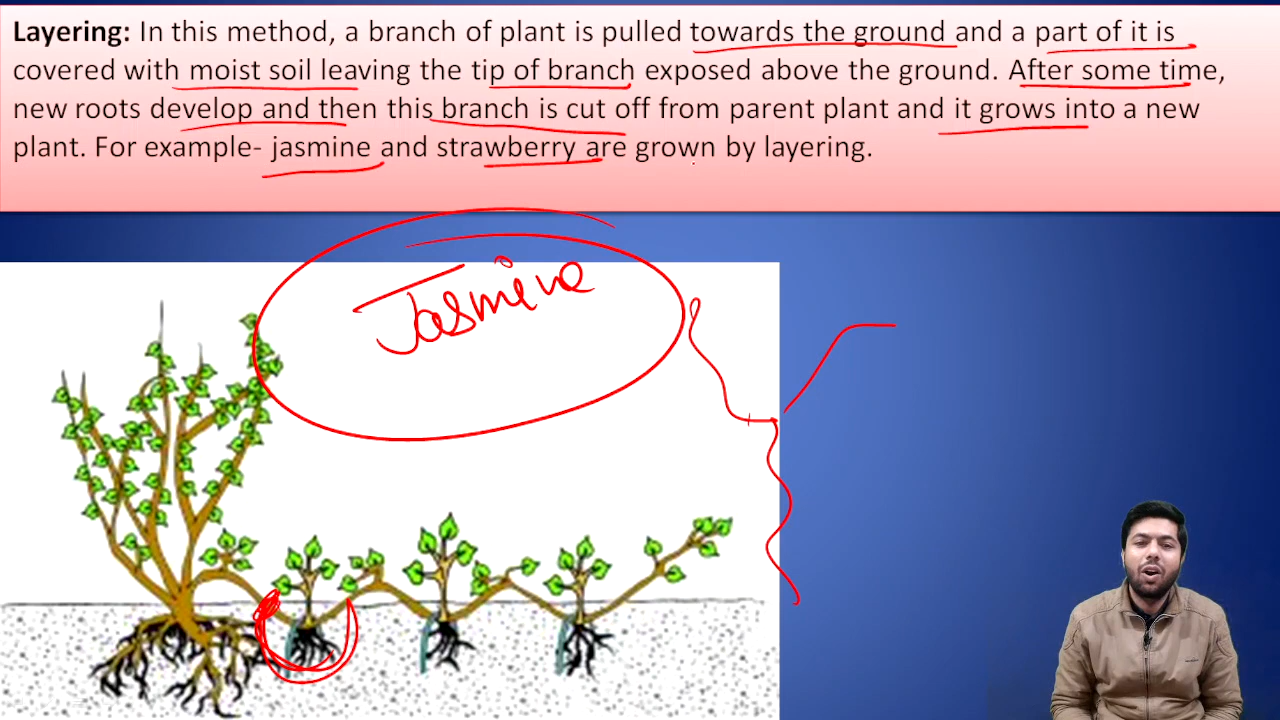 Layering: In this method, a branch of plant is pulled towards the ground and a part of it is
covered with moist soil leaving the tip of branch exposed above the ground. After some time,
new roots develop and then this branch is cut off from parent plant and it grows into a new
plant. For example- jasmine and strawberry are grown by layering.
Jasmine